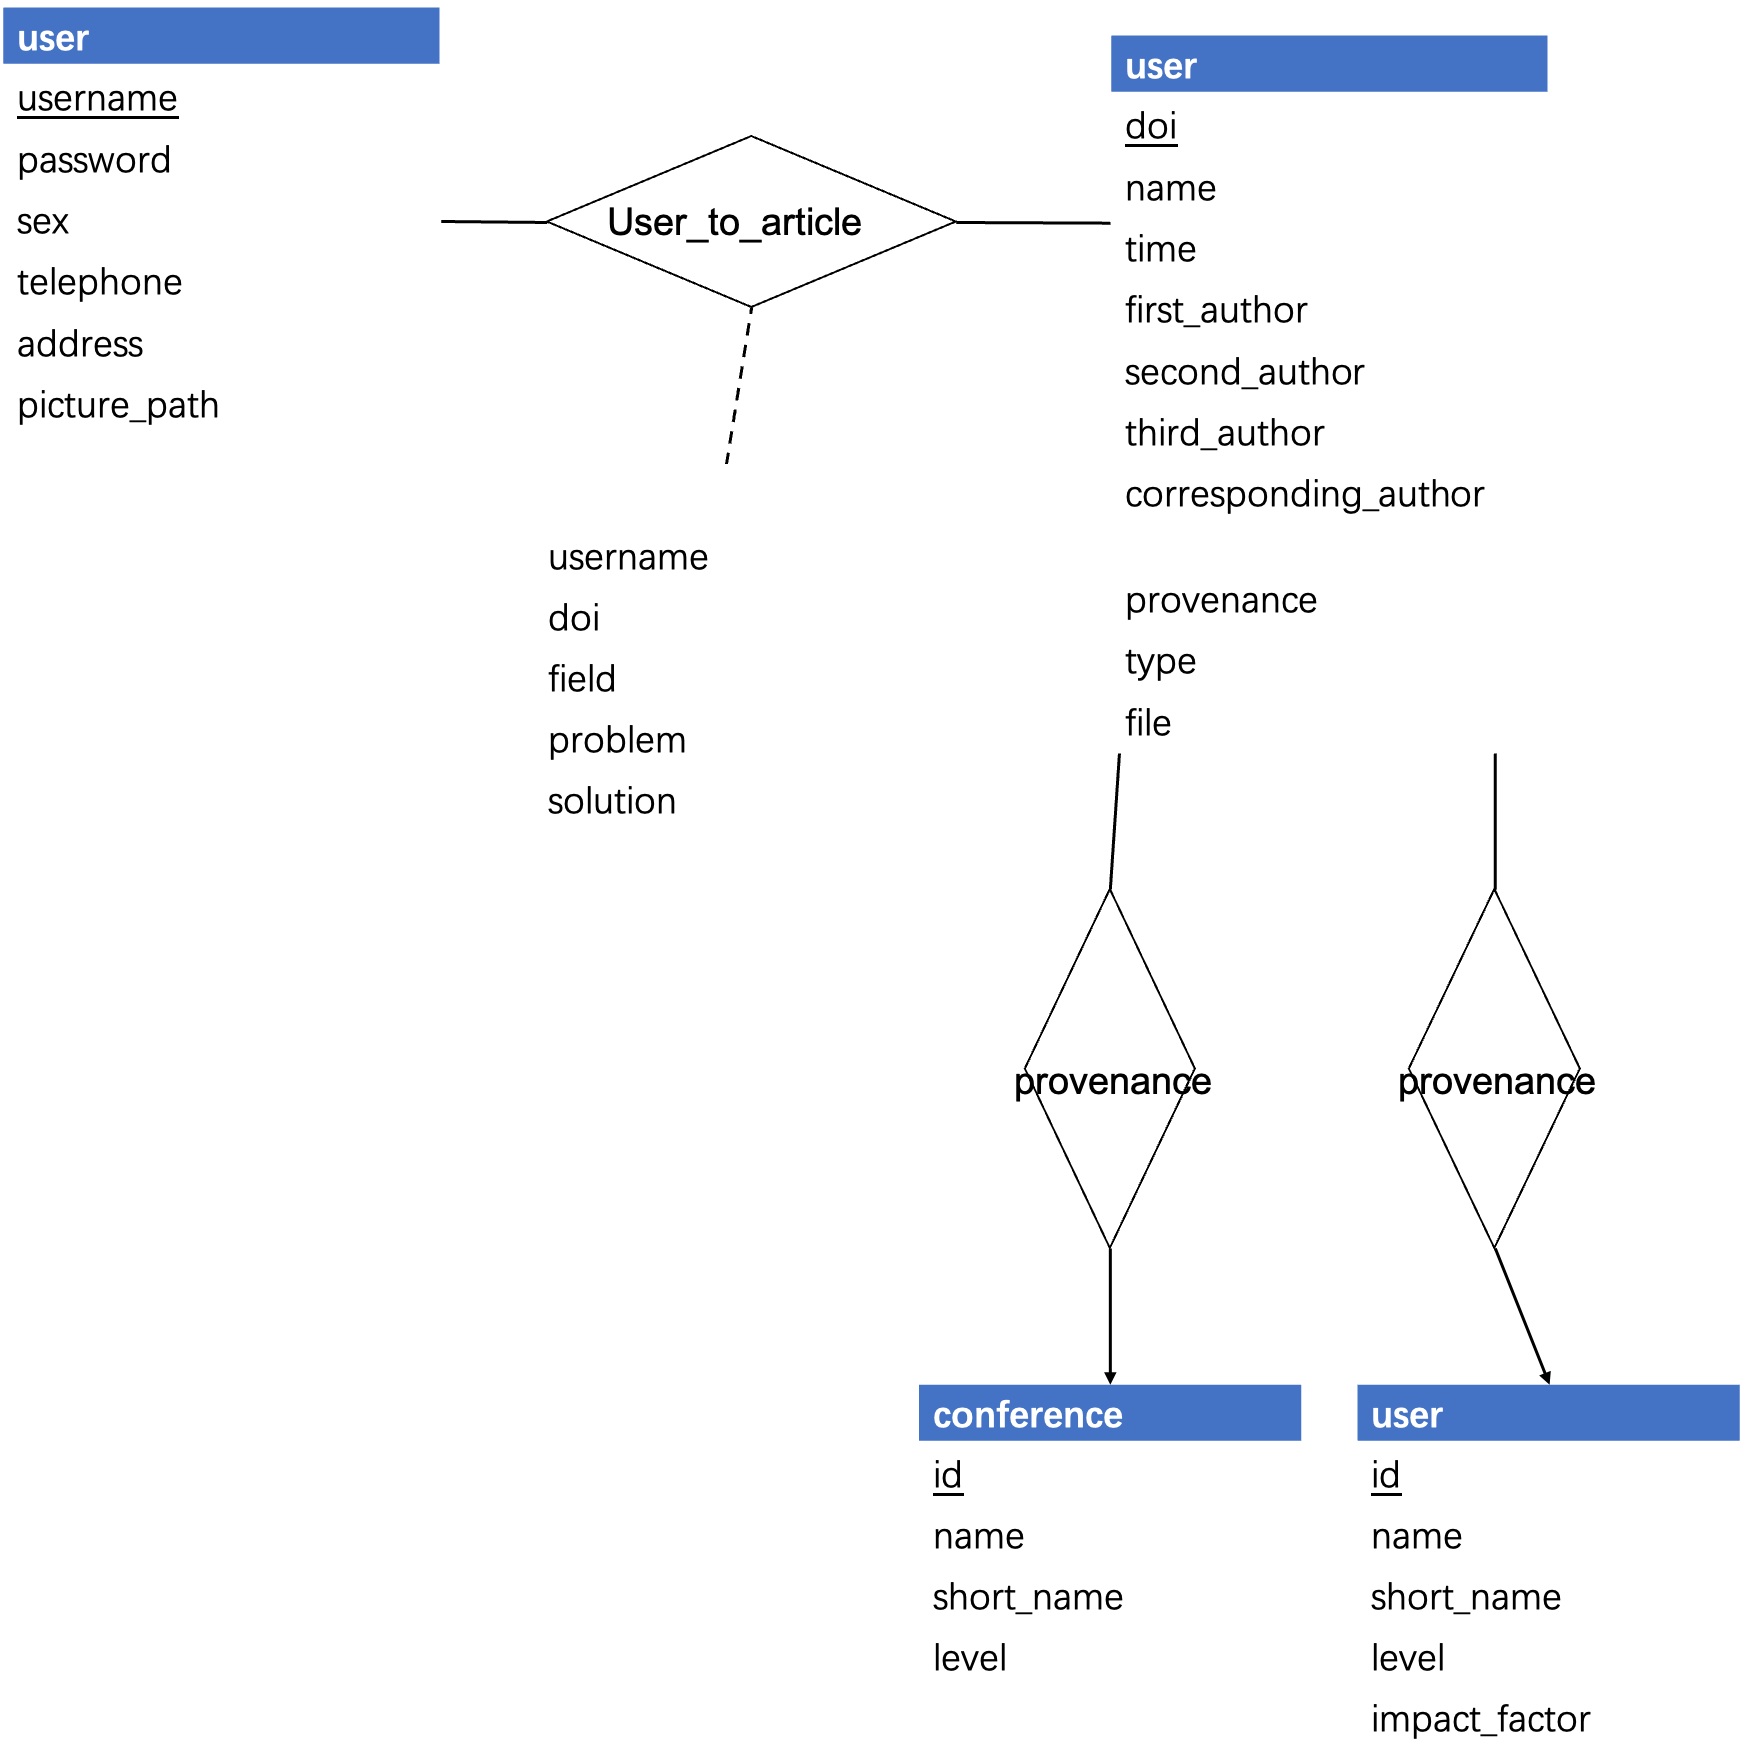 user
username
password
sex
telephone
address
picture_path
User_to_article
username
doi
field
problem
solution
user
doi
name
time
first_author
second_author
third_author
corresponding_author
provenance
type
file
provenance
provenance
conference
id
name
short_name
level
user
id
name
short_name
level
impact_factor